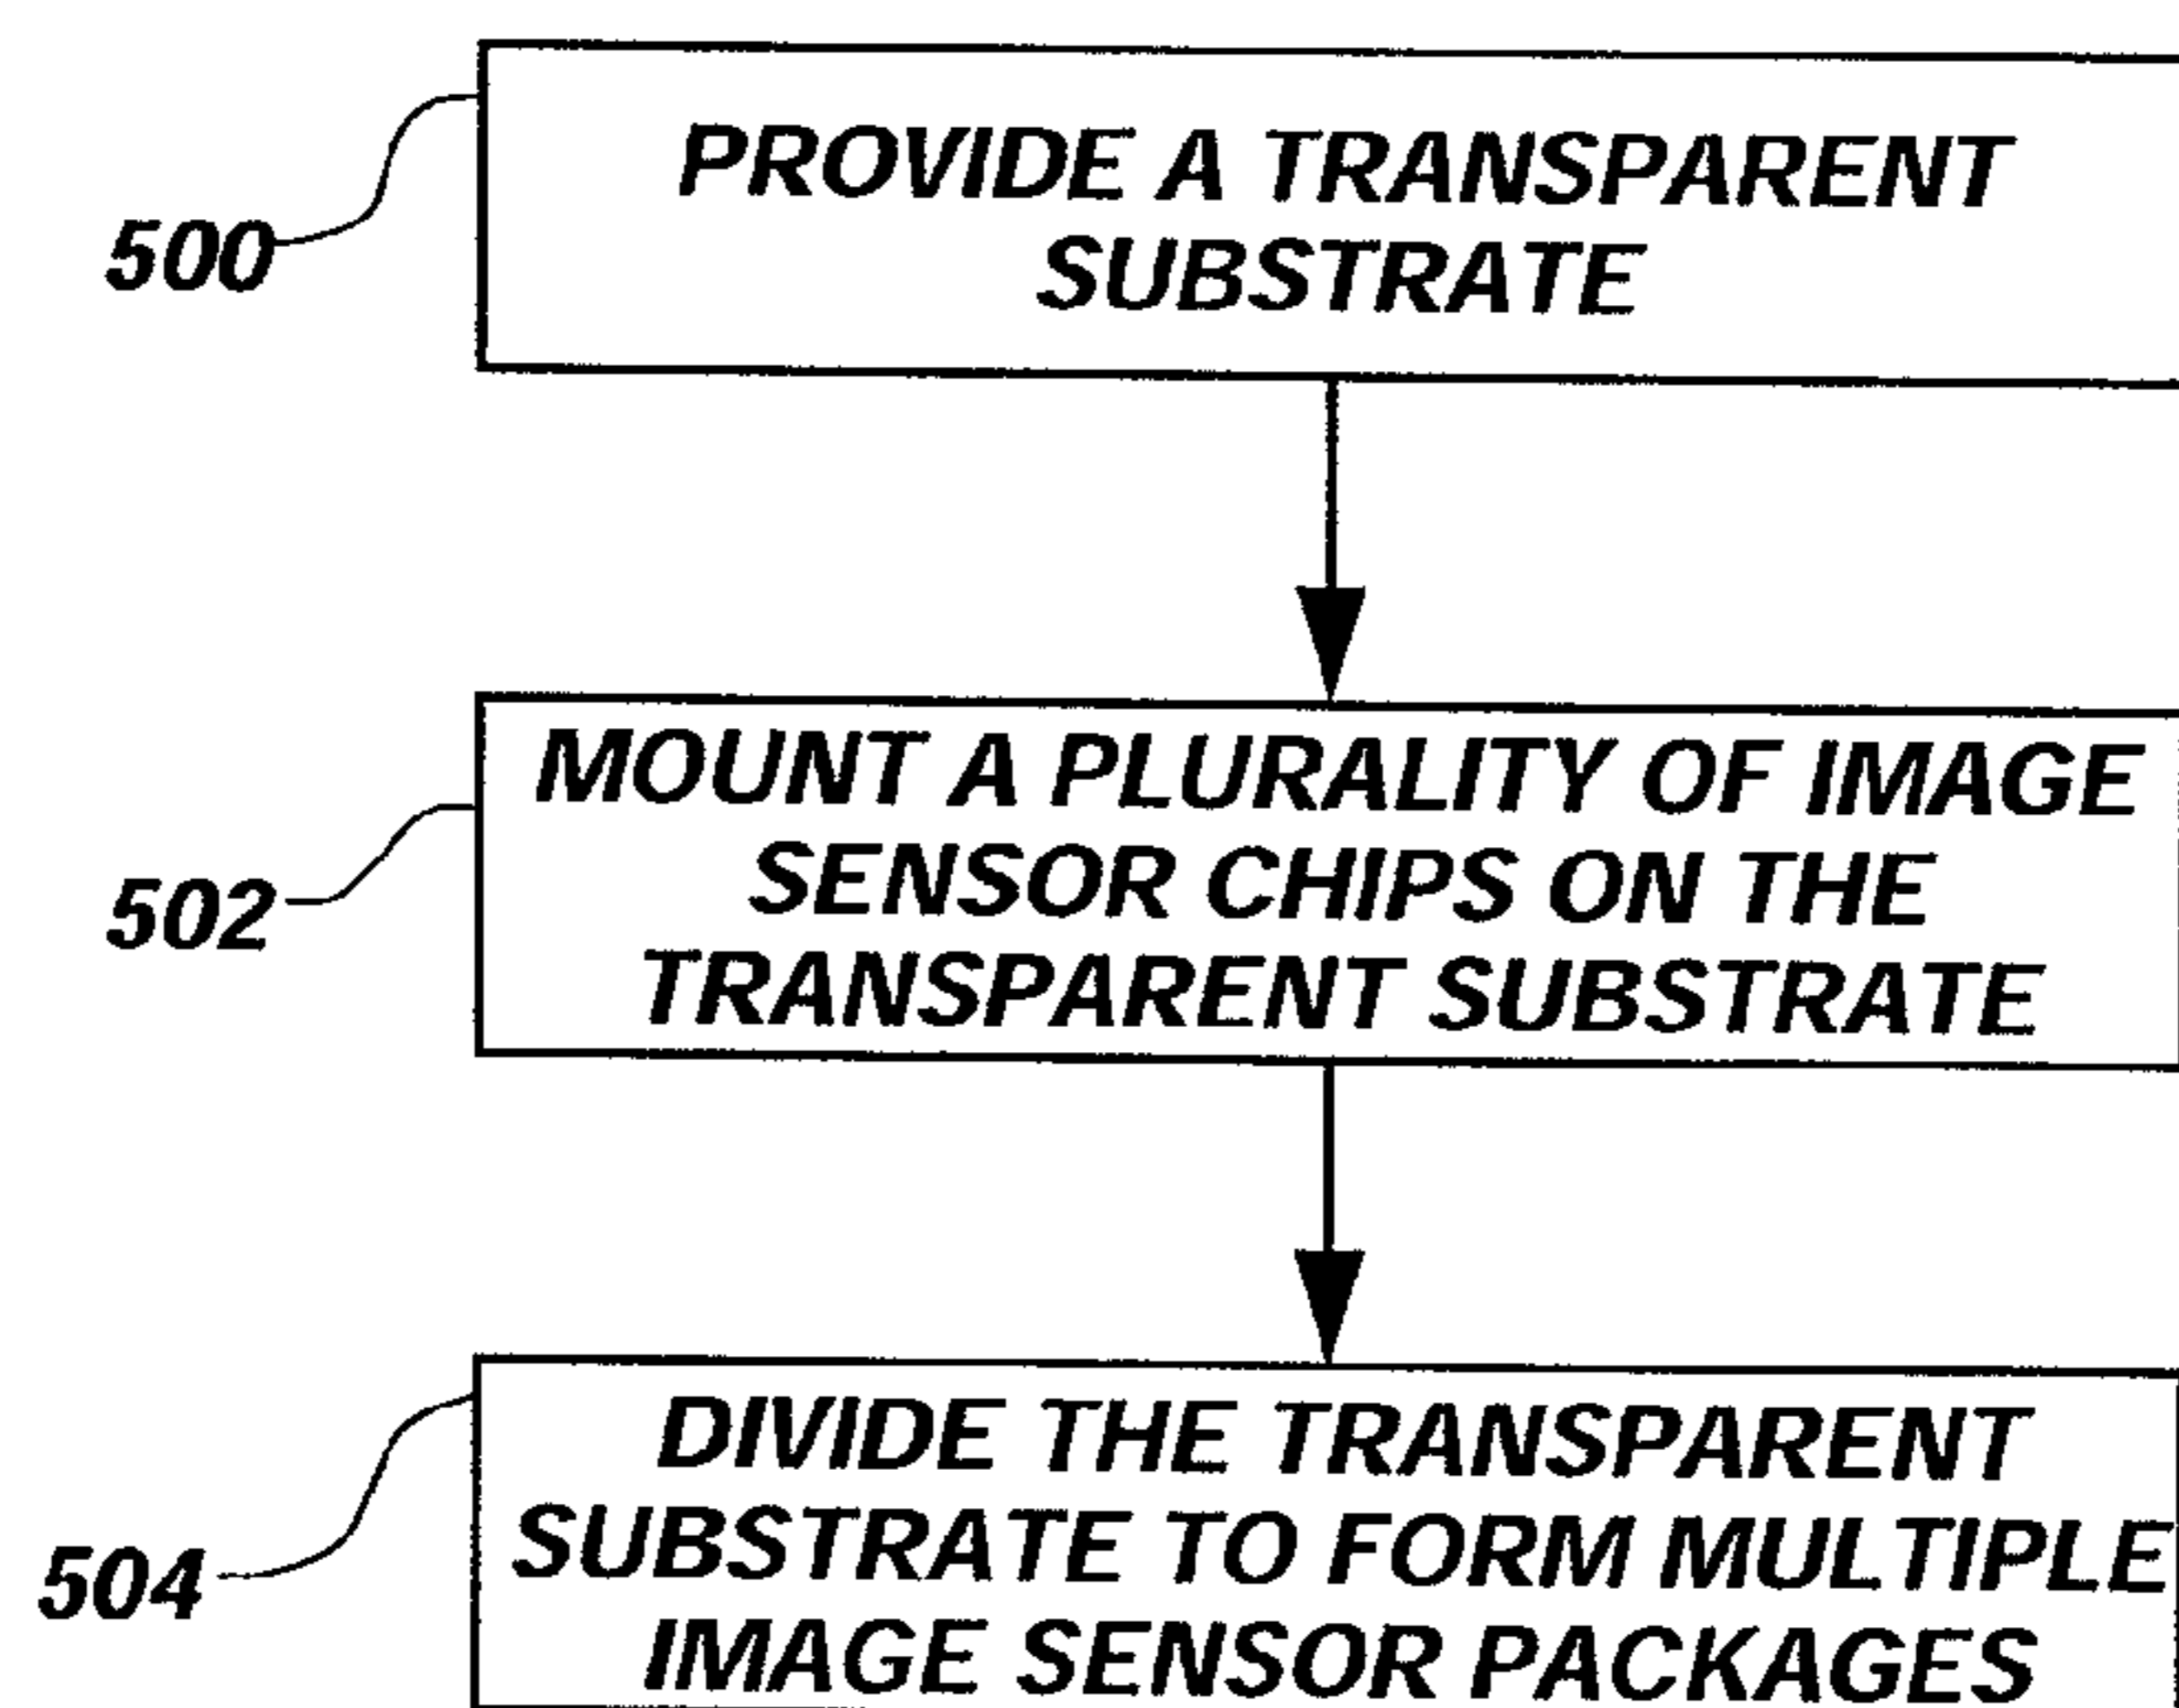 500
PROVIDE A TRANSPARENT
SUBSTRATE
502
MOUNT A PLURALITY OF IMAGE
SENSOR CHIPS ON THE
TRANSPARENT SUBSTRATE
504
DIVIDE THE TRANSPARENT
SUBSTRATE TO FORM MULTIPLE
IMAGE SENSOR PACKAGES